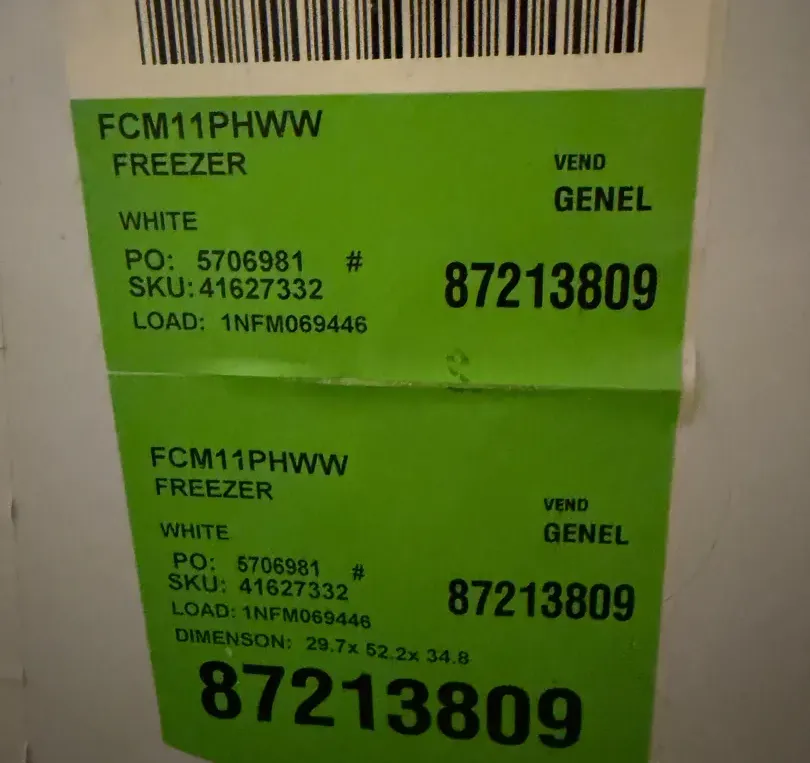 FCM11PHWW
FREEZER
VEND
GENEL
WHITE
PO: 5706981 #
SKU:41627332
87213809
LOAD: 1NFM069446
FCM11PHWW
FREEZER
VEND
GENEL
WHITE
PO: 5706981 #
SKU: 41627332
87213809
LOAD: 1NFM069446
DIMENSON: 29.7x 52.2x 34.8
87213809